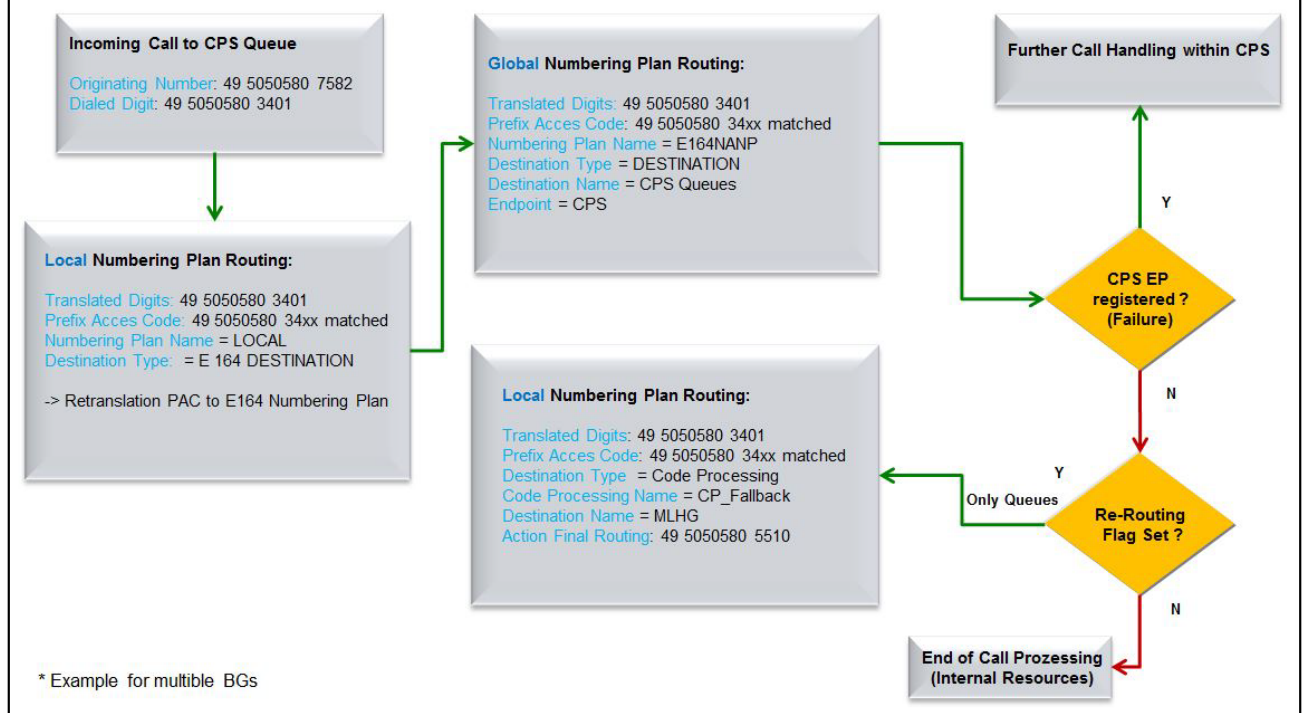 Incoming Call to CPS Queue
Originating Number: 49 5050580 7582
Dialed Digit: 49 5050580 3401
Local Numbering Plan Routing:
Translated Digits: 49 5050580 3401
Prefix Acces Code: 49 5050580 34xx matched
Numbering Plan Name = LOCAL
Destination Type: = E 164 DESTINATION
-> Retranslation PAC to E164 Numbering Plan
Global Numbering Plan Routing:
Translated Digits: 49 5050580 3401
Prefix Acces Code: 49 5050580 34xx matched
Numbering Plan Name = E164NANP
Destination Type = DESTINATION
Destination Name = CPS Queues
Endpoint = CPS
Further Call Handling within CPS
Y
CPS EP
registered ?
(Failure)
N
Re-Routing
Flag Set ?
Y
Only Queues
Local Numbering Plan Routing:
Translated Digits: 49 5050580 3401
Prefix Acces Code: 49 5050580 34xx matched
Destination Type = Code Processing
Code Processing Name = CP_Fallback
Destination Name = MLHG
Action Final Routing: 49 5050580 5510
N
End of Call Prozessing
(Internal Resources)
* Example for multible BGs